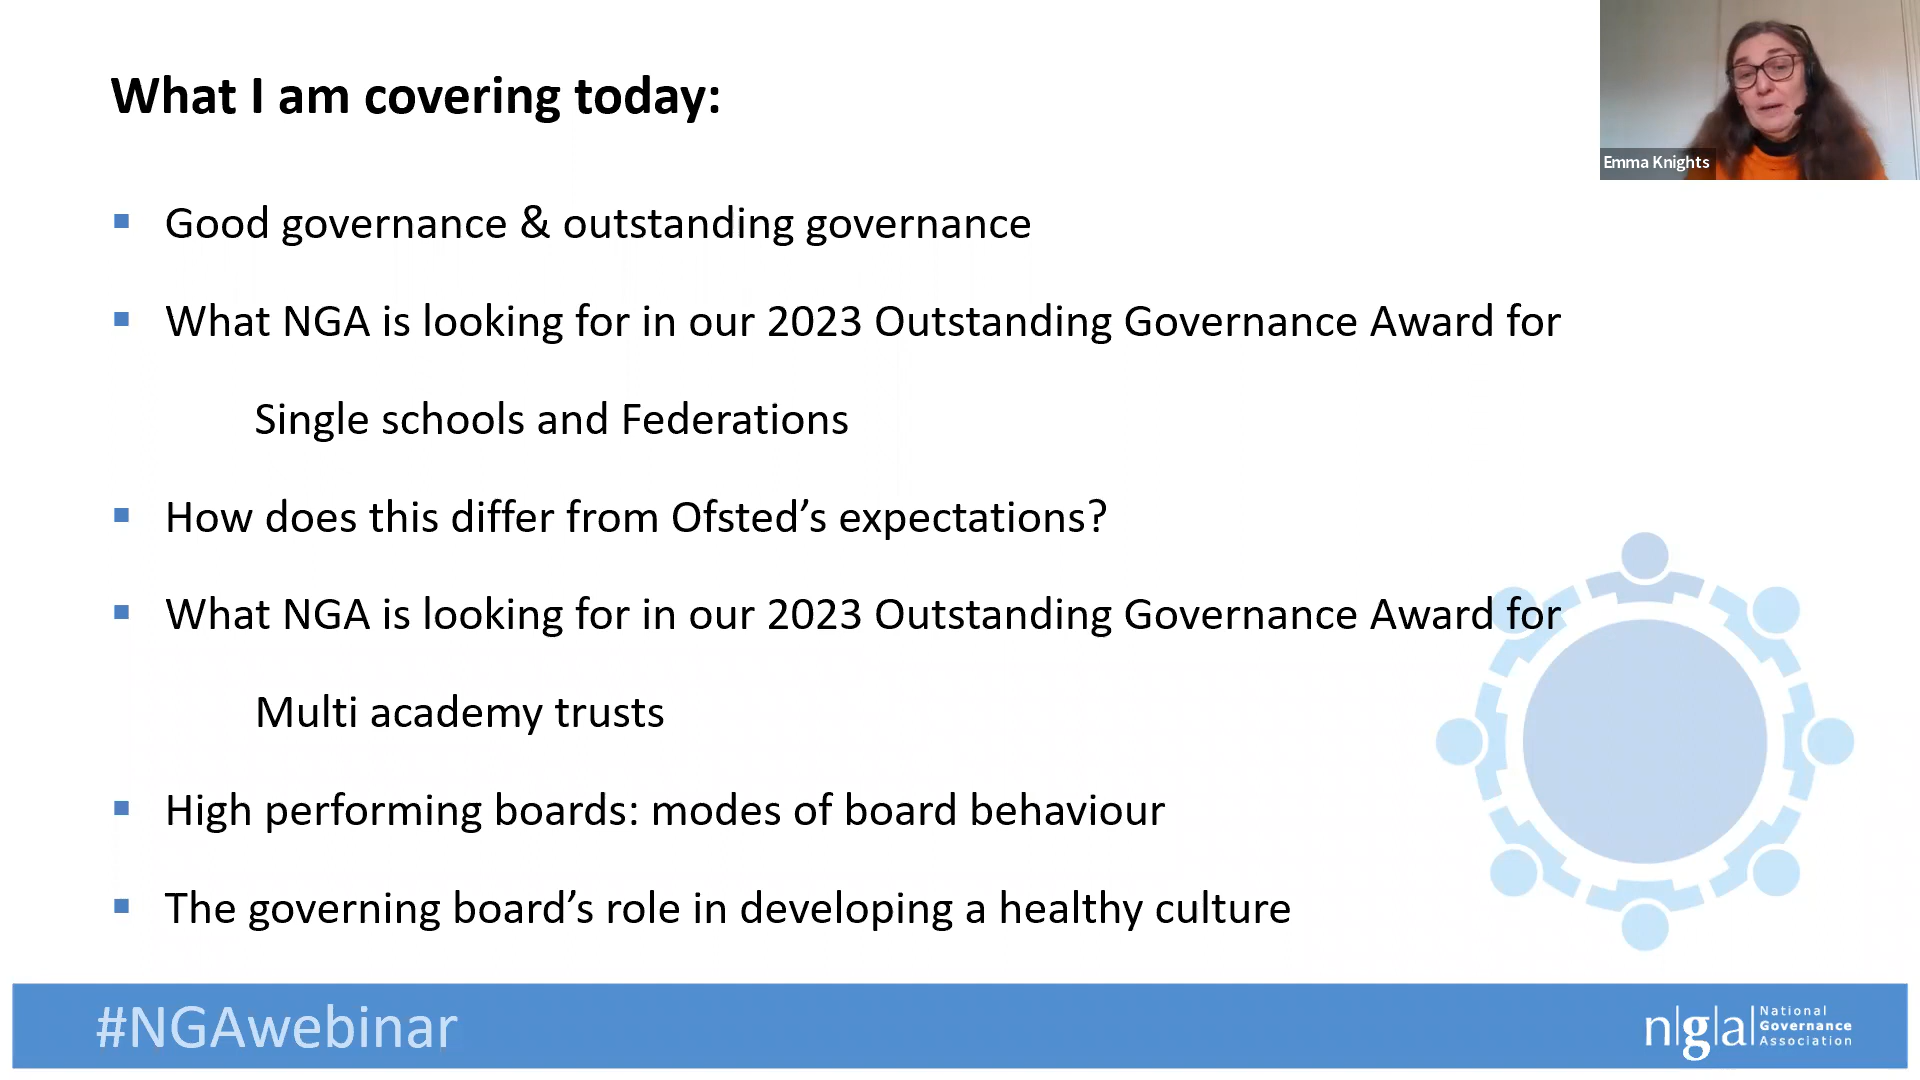 What I am covering today:
Emma Knights
▪ Good governance & outstanding governance
▪ What NGA is looking for in our 2023 Outstanding Governance Award for
Single schools and Federations
▪ How does this differ from Ofsted’s expectations?
▪ What NGA is looking for in our 2023 Outstanding Governance Award for
Multi academy trusts
▪ High performing boards: modes of board behaviour
▪ The governing board’s role in developing a healthy culture
#NGAwebinar
n|g|a|
National
Governance
Association